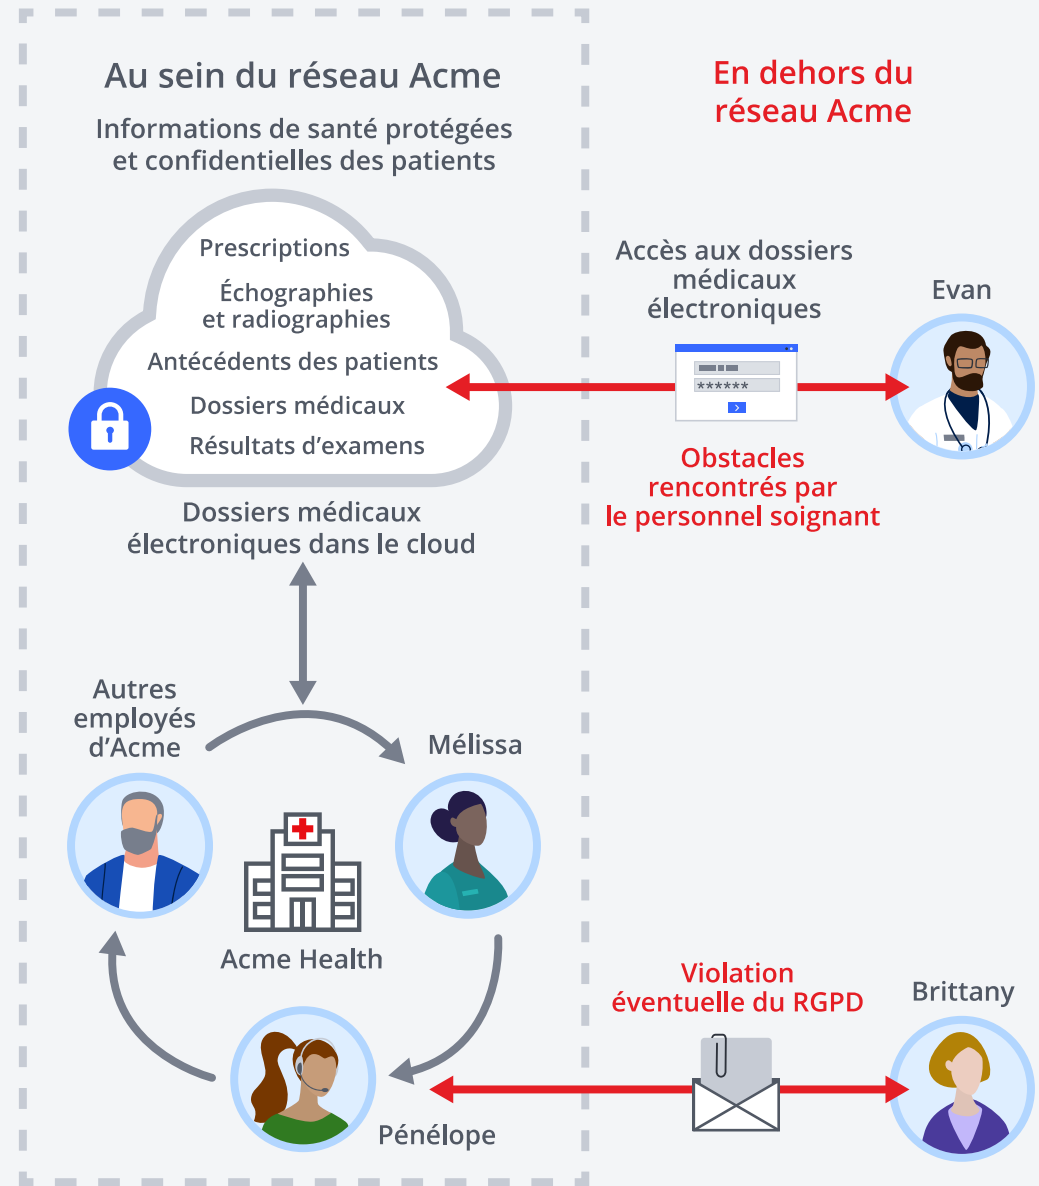 Au sein du réseau Acme
Informations de santé protégées
et confidentielles des patients
Prescriptions
Échographies
et radiographies
Antécédents des patients
Dossiers médicaux
Résultats d’examens
Dossiers médicaux
électroniques dans le cloud
En dehors du
réseau Acme
Accès aux dossiers
médicaux
électroniques
******
Evan
Obstacles
rencontrés par
le personnel soignant
Autres
employés
d’Acme
Mélissa
Acme Health
Pénélope
Violation
éventuelle du RGPD
Brittany